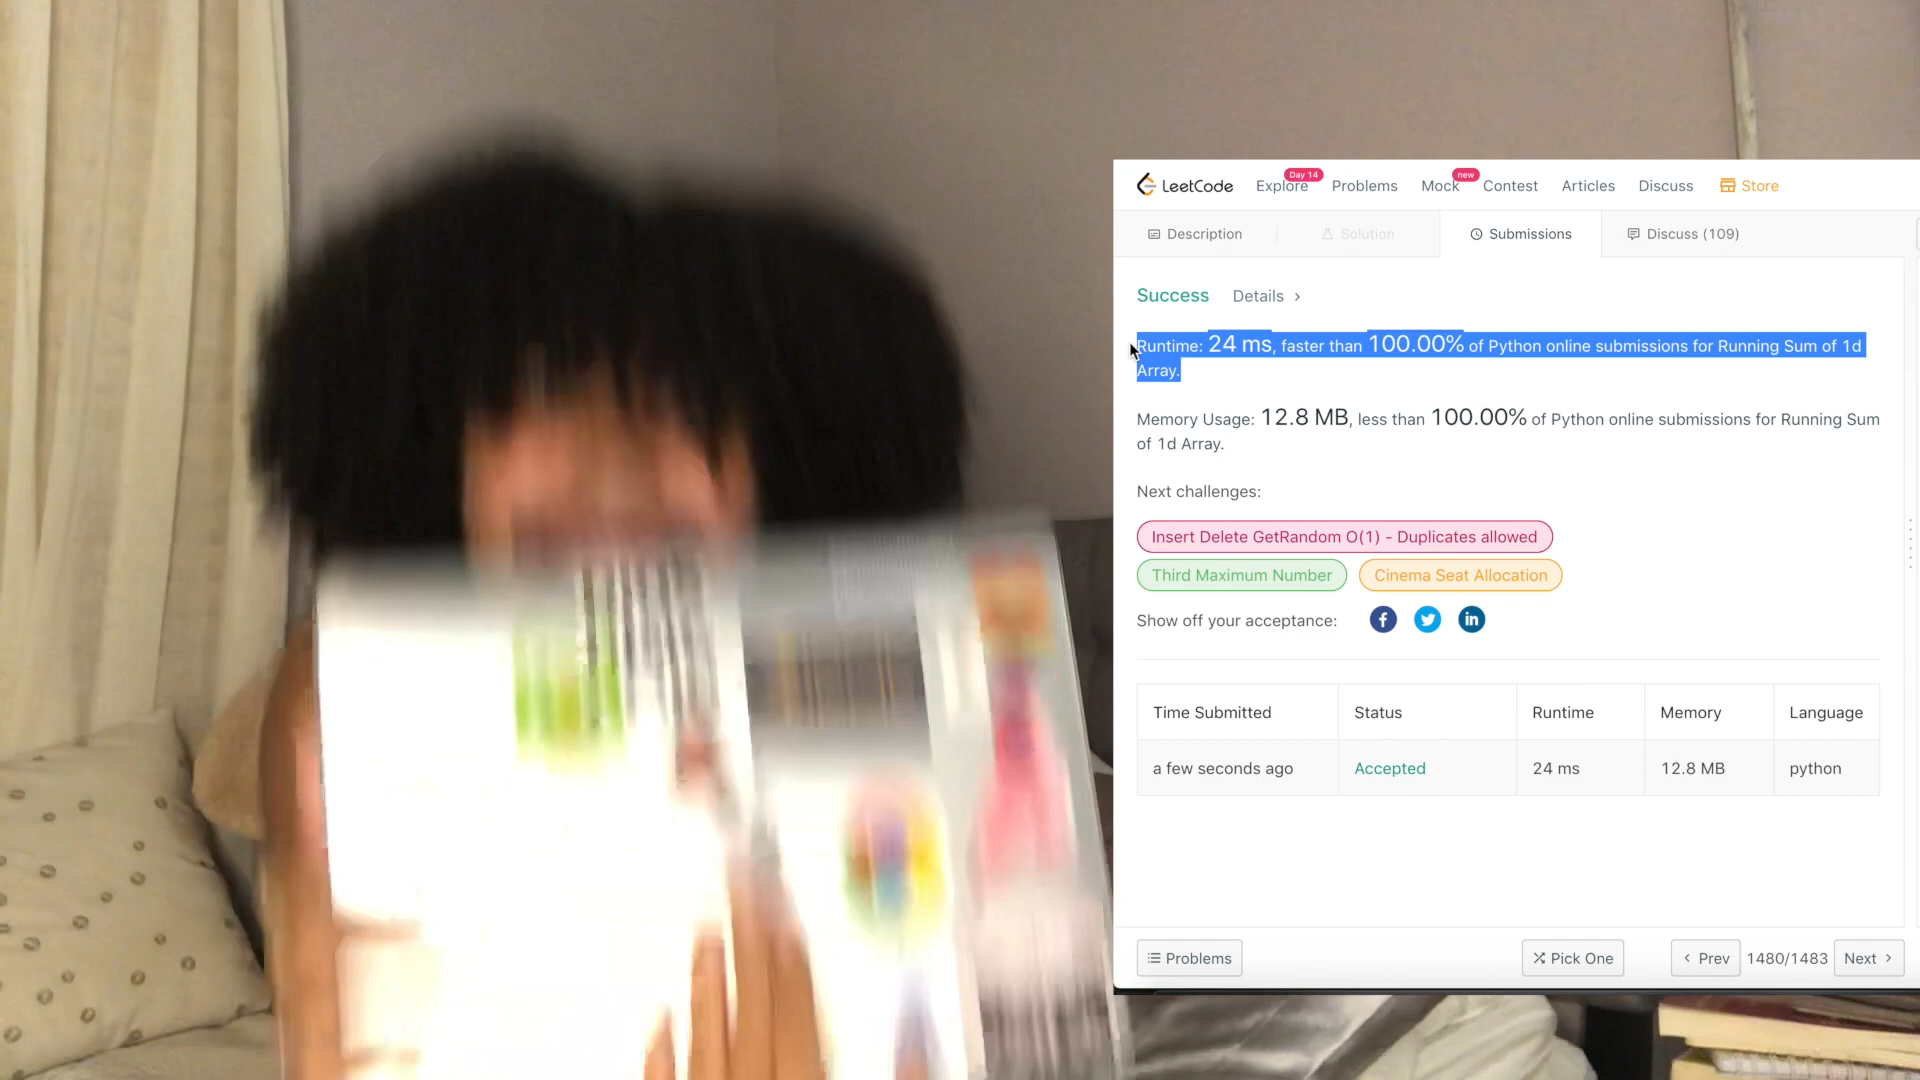 LeetCode
Explore Day 14 Problems Mock new Contest Articles Discuss Store
Description Solution Submissions Discuss (109)
Success Details >
Runtime: 24 ms, faster than 100.00% of Python online submissions for Running Sum of 1d
Array.
Memory Usage: 12.8 MB, less than 100.00% of Python online submissions for Running Sum
of 1d Array.
Next challenges:
Insert Delete GetRandom O(1) - Duplicates allowed
Third Maximum Number Cinema Seat Allocation
Show off your acceptance: f in
Time Submitted Status Runtime Memory Language
a few seconds ago Accepted 24 ms 12.8 MB python
Problems Pick One < Prev 1480/1483 Next >